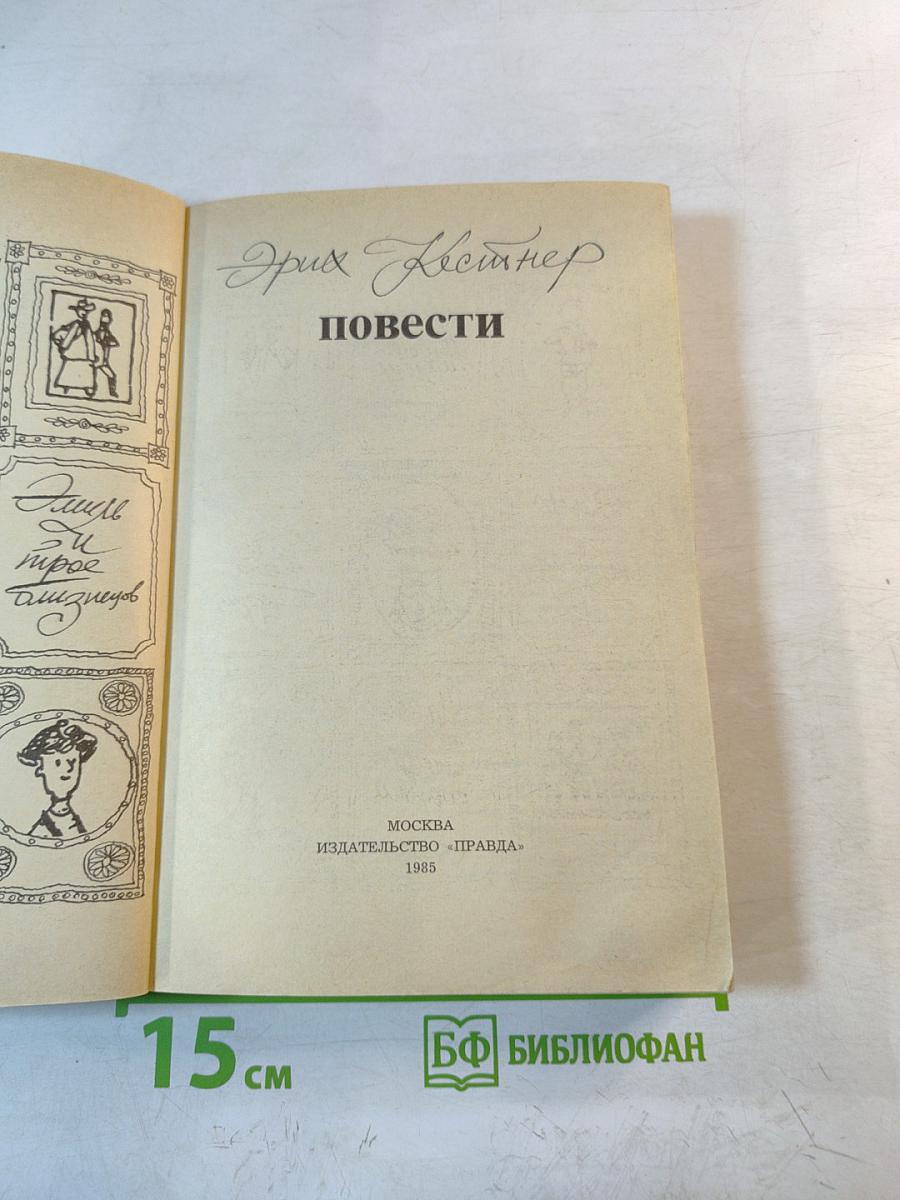 Эмиль
и
трое
близнецов
Эрих Кестнер
повести
МОСКВА
ИЗДАТЕЛЬСТВО «ПРАВДА»
1985
15 см
БФ БИБЛИОФАН